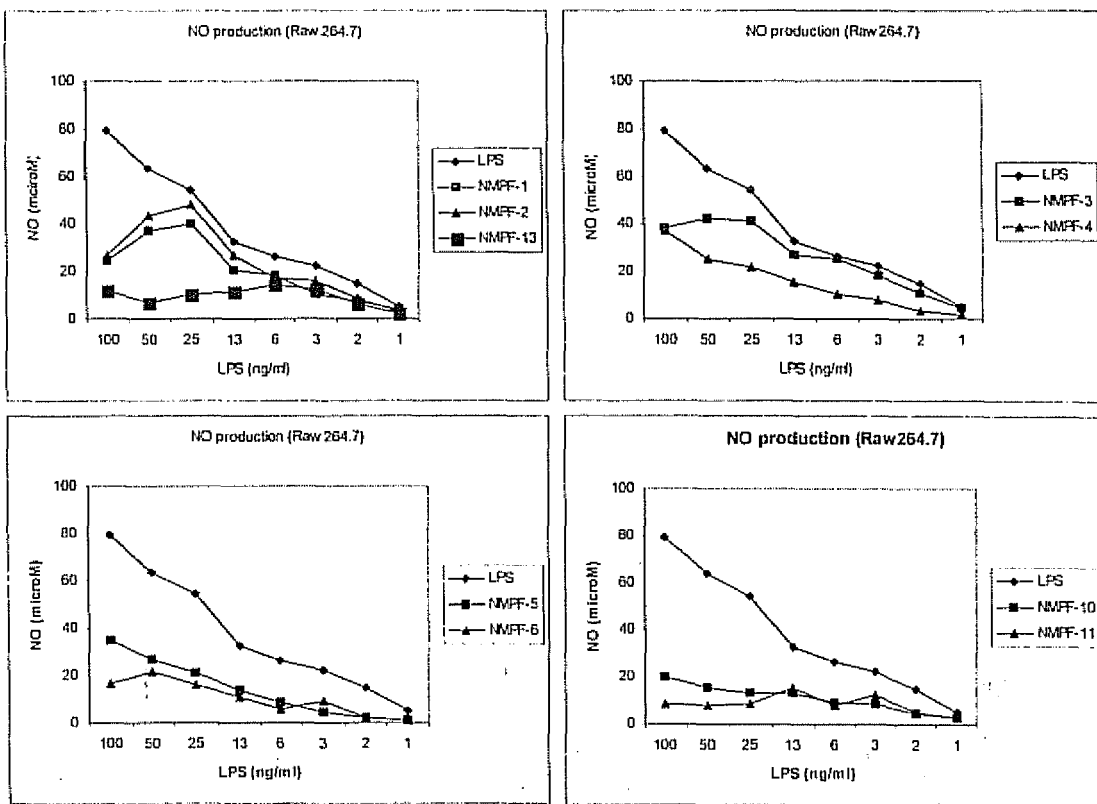 NO production (Raw 264.7)
NO (mciroM)
100
80
60
40
20
0
100 50 25 13 6 3 2 1
LPS (ng/ml)
LPS
NMPF-1
NMPF-2
NMPF-13
NO production (Raw 264.7)
NO (microM)
100
80
60
40
20
0
100 50 25 13 6 3 2 1
LPS (ng/ml)
LPS
NMPF-3
NMPF-4
NO production (Raw 264.7)
NO (microM)
100
80
60
40
20
0
100 50 25 13 6 3 2 1
LPS (ng/ml)
LPS
NMPF-5
NMPF-6
NO production (Raw264.7)
NO (microM)
100
80
60
40
20
0
100 50 25 13 6 3 2 1
LPS (ng/ml)
LPS
NMPF-10
NMPF-11